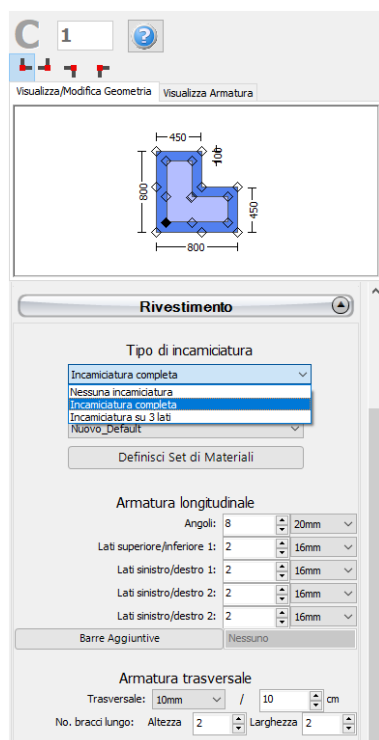 C 1
Visualizza/Modifica Geometria Visualizza Armatura
450
100
800
450
800
Rivestimento
Tipo di incamiciatura
Incamiciatura completa
Nessuna incamiciatura
Incamiciatura completa
Incamiciatura su 3 lati
Nuovo_Default
Definisci Set di Materiali
Armatura longitudinale
Angoli: 8 20mm
Lati superiore/inferiore 1: 2 16mm
Lati sinistro/destro 1: 2 16mm
Lati sinistro/destro 2: 2 16mm
Lati sinistro/destro 2: 2 16mm
Barre Aggiuntive Nessuno
Armatura trasversale
Trasversale: 10mm / 10 cm
No. bracci lungo: Altezza 2 Larghezza 2